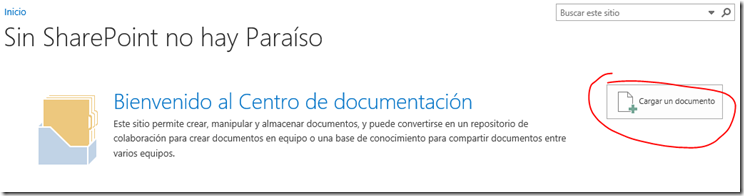 Inicio
Buscar este sitio
Sin SharePoint no hay Paraíso
Bienvenido al Centro de documentación
Cargar un documento
Este sitio permite crear, manipular y almacenar documentos, y puede convertirse en un repositorio de
colaboración para crear documentos en equipo o una base de conocimiento para compartir documentos entre
varios equipos.